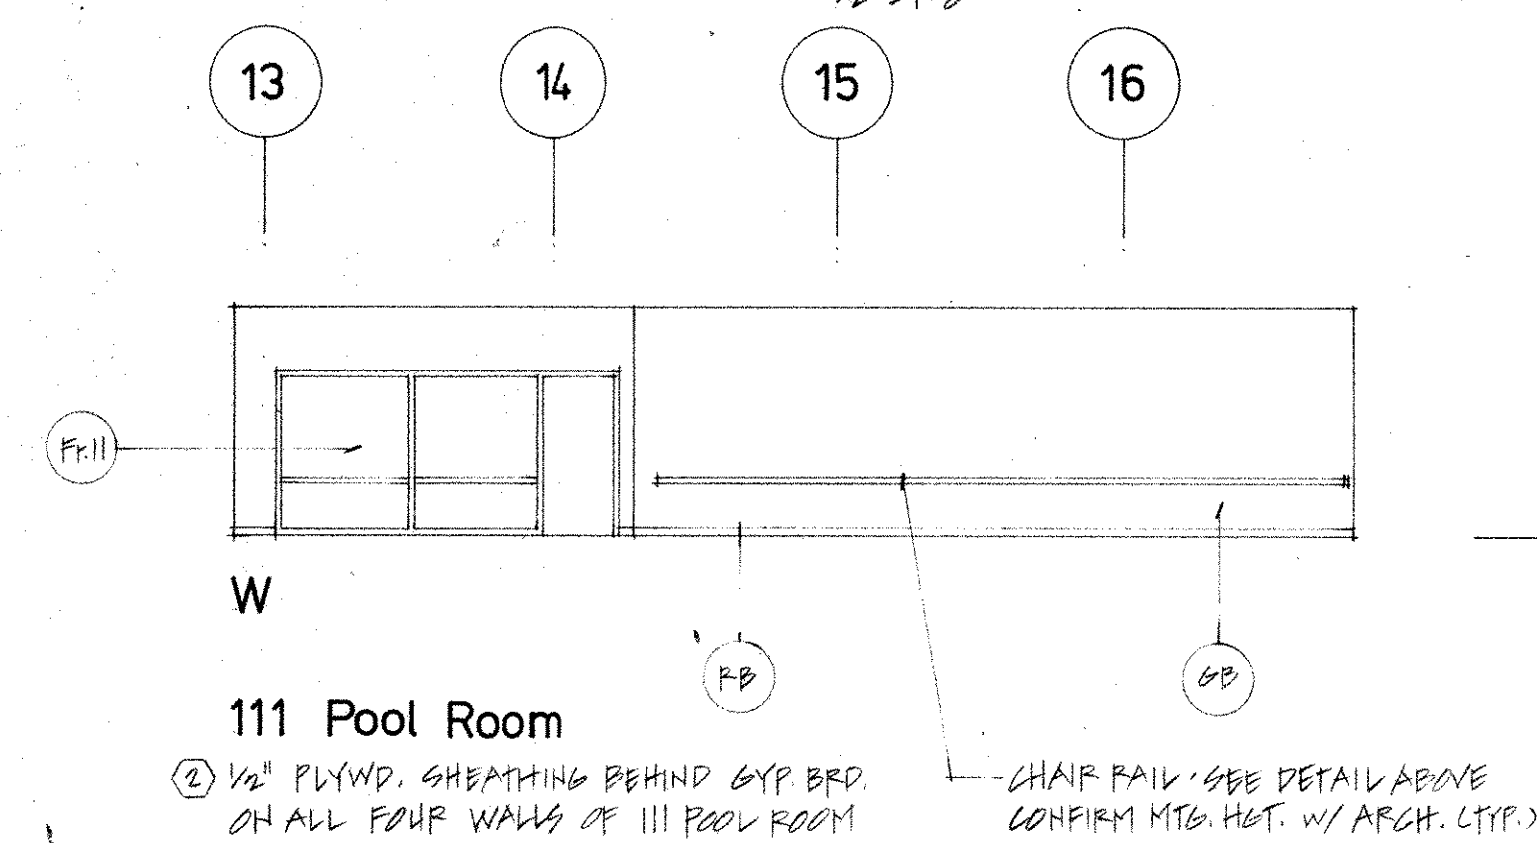 13 14 15 16
Fr.11
W
RB GB
111 Pool Room
2 1/2" PLYWD. SHEATHING BEHIND GYP. BRD.
ON ALL FOUR WALLS OF 111 POOL ROOM
CHAIR RAIL · SEE DETAIL ABOVE
CONFIRM MTG. HGT. W/ ARCH. (TYP.)